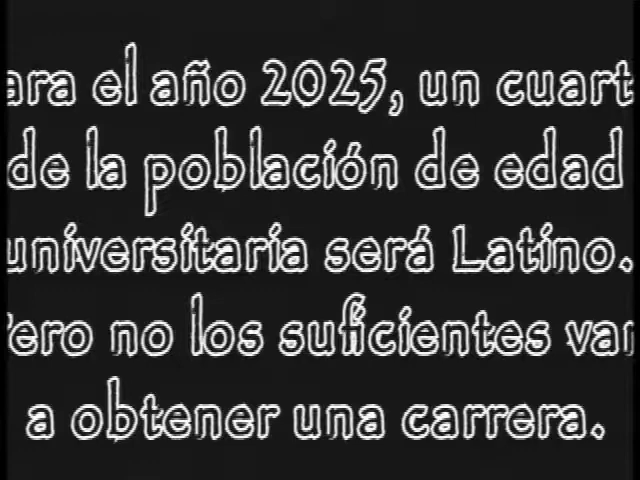 ara el año 2025, un cuart
de la población de edad
universitaria será Latino.
ero no los suficientes van
a obtener una carrera.